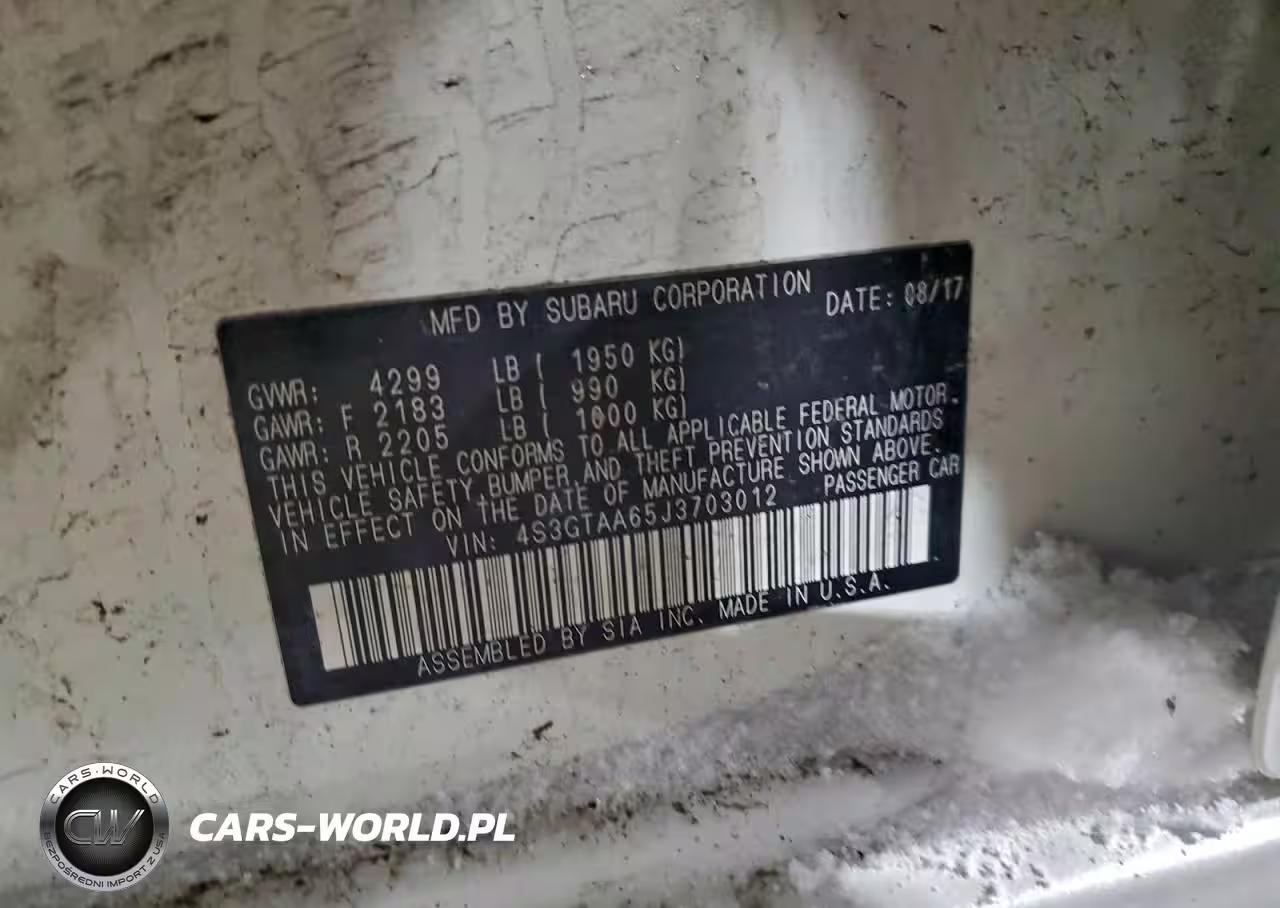 MFD BY SUBARU CORPORATION DATE: 08/17
GVWR: 4299 LB ( 1950 KG)
GAWR: F 2183 LB ( 990 KG)
GAWR: R 2205 LB ( 1000 KG)
THIS VEHICLE CONFORMS TO ALL APPLICABLE FEDERAL MOTOR
VEHICLE SAFETY, BUMPER, AND THEFT PREVENTION STANDARDS
IN EFFECT ON THE DATE OF MANUFACTURE SHOWN ABOVE.
VIN: 4S3GTAA65J3703012 PASSENGER CAR
ASSEMBLED BY SIA INC. MADE IN U.S.A.
CARS-WORLD
CW
BEZPOŚREDNI IMPORT Z USA
CARS-WORLD.PL